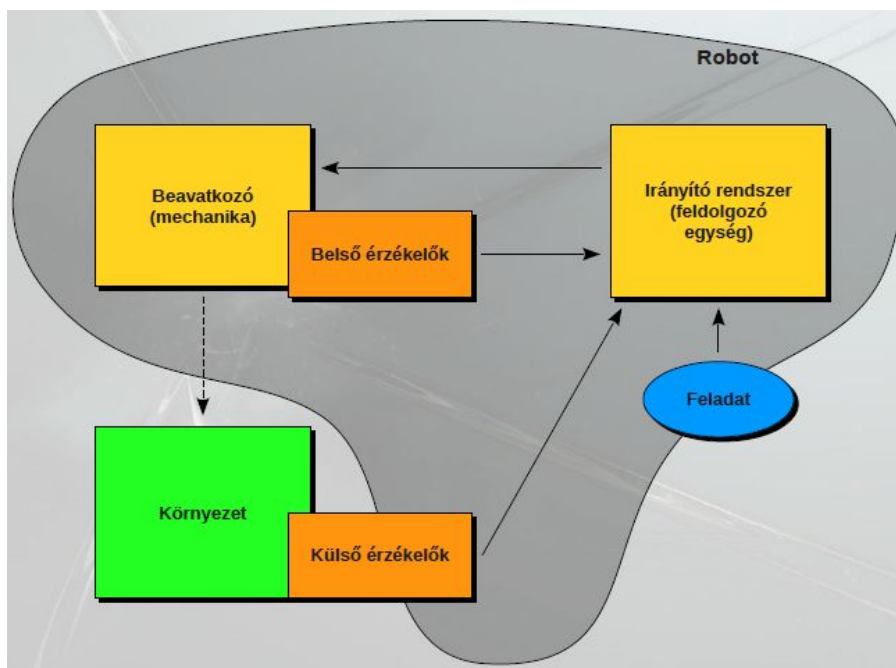 Robot
Beavatkozó
(mechanika)
Irányító rendszer
(feldolgozó
egység)
Belső érzékelők
Feladat
Környezet
Külső érzékelők